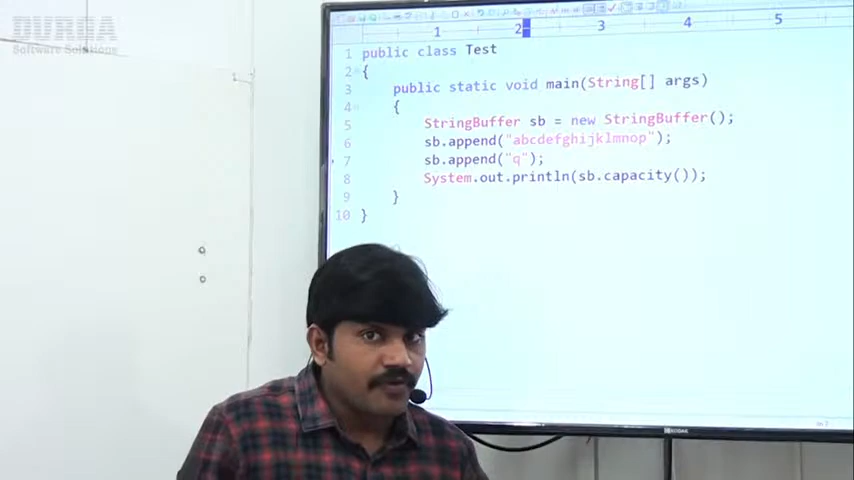 DURGA
Software Solutions
1 2 3 4 5
1 public class Test
2 {
3 public static void main(String[] args)
4 {
5 StringBuffer sb = new StringBuffer();
6 sb.append("abcdefghijklmnop");
7 sb.append("q");
8 System.out.println(sb.capacity());
9 }
10 }